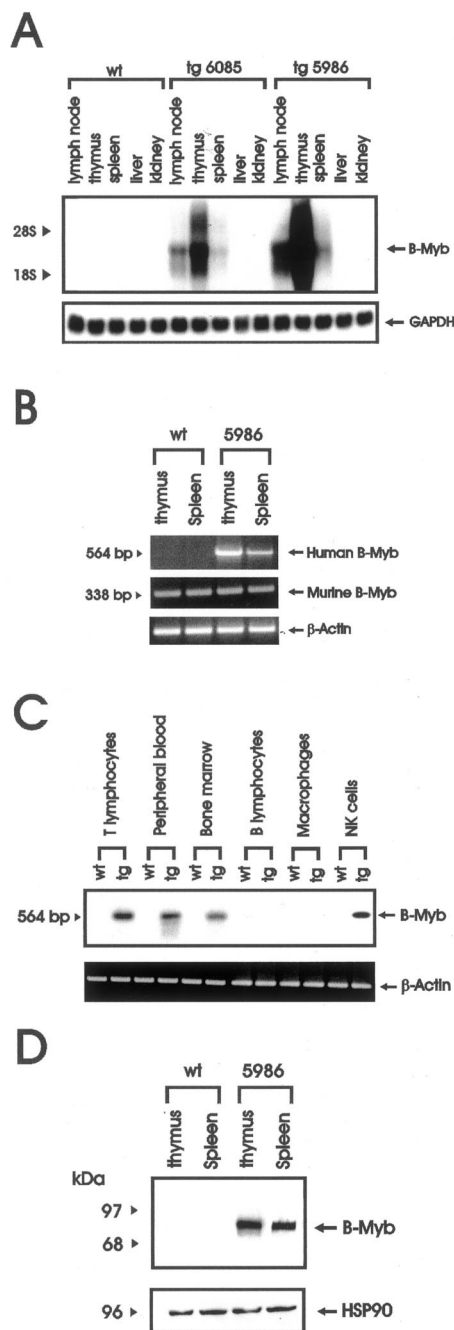 A
wt tg 6085 tg 5986
lymph node thymus spleen liver kidney lymph node thymus spleen liver kidney lymph node thymus spleen liver kidney
28S
B-Myb
18S
GAPDH
B
wt 5986
thymus Spleen thymus Spleen
564 bp Human B-Myb
338 bp Murine B-Myb
β-Actin
C
T lymphocytes Peripheral blood Bone marrow B lymphocytes Macrophages NK cells
wt tg wt tg wt tg wt tg wt tg wt tg
564 bp B-Myb
β-Actin
D
wt 5986
thymus Spleen thymus Spleen
kDa
97
B-Myb
68
96 HSP90